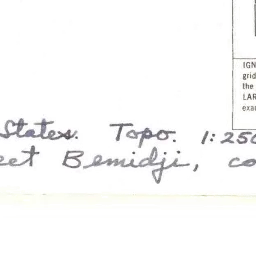 IGN
grid
the
LAR
exa
States. Topo. 1:250
eet Bemidji, co